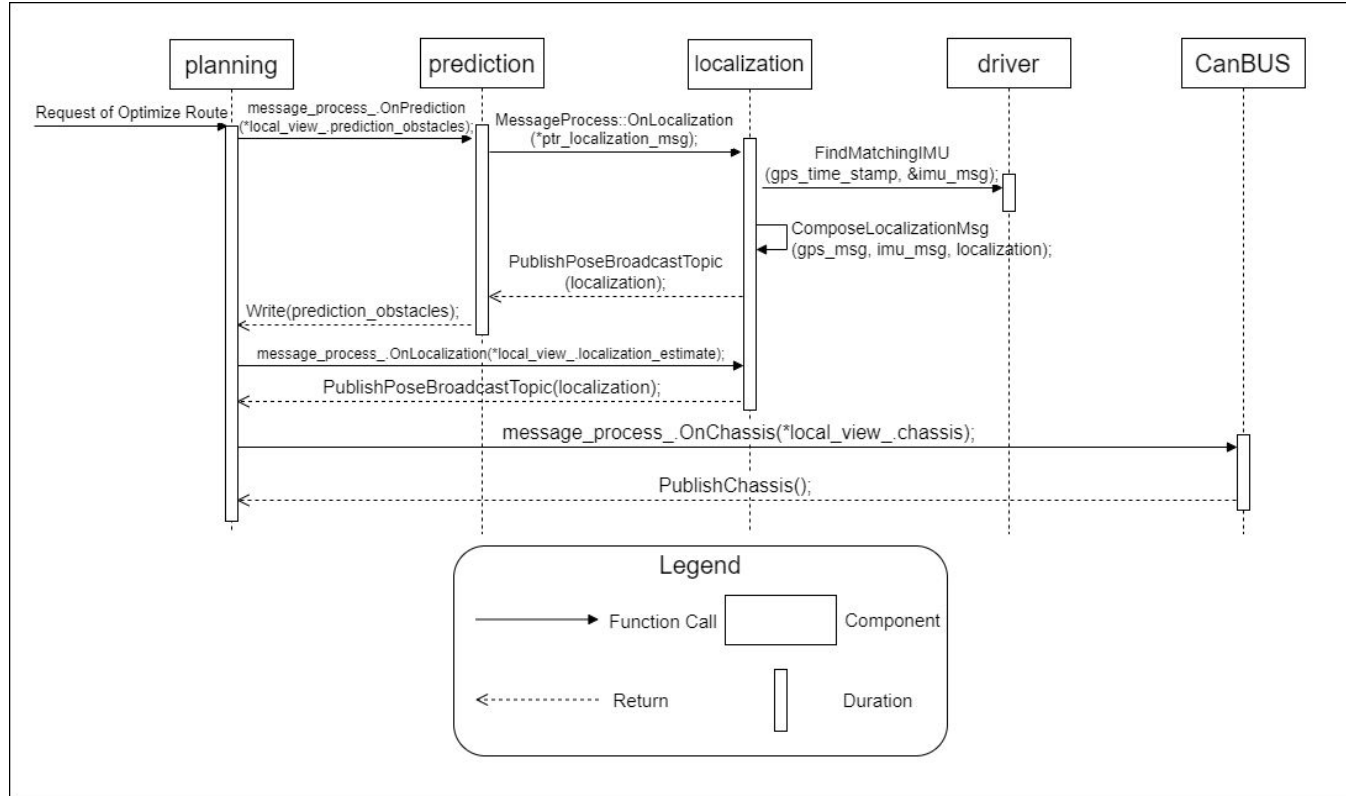 planning
prediction
localization
driver
CanBUS
Request of Optimize Route
message_process_.OnPrediction
(*local_view_.prediction_obstacles);
MessageProcess::OnLocalization
(*ptr_localization_msg);
FindMatchingIMU
(gps_time_stamp, &imu_msg);
ComposeLocalizationMsg
(gps_msg, imu_msg, localization);
PublishPoseBroadcastTopic
(localization);
Write(prediction_obstacles);
message_process_.OnLocalization(*local_view_.localization_estimate);
PublishPoseBroadcastTopic(localization);
message_process_.OnChassis(*local_view_.chassis);
PublishChassis();
Legend
Function Call
Component
Return
Duration